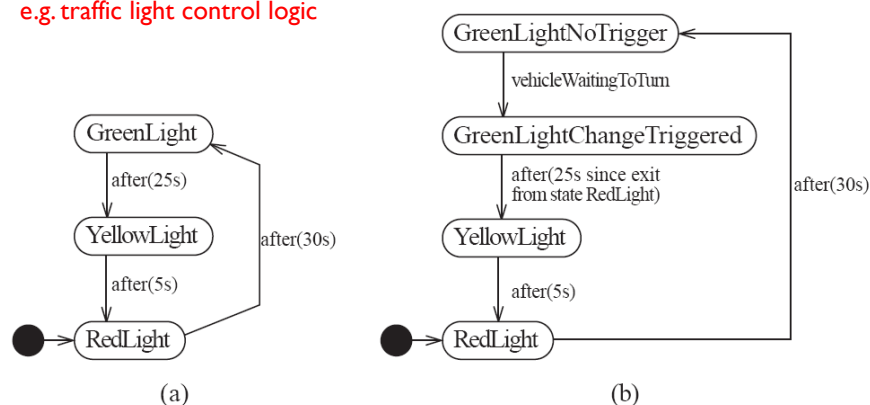 e.g. traffic light control logic
GreenLight
after(25s)
YellowLight
after(5s)
after(30s)
RedLight
(a)
GreenLightNoTrigger
vehicleWaitingToTurn
GreenLightChangeTriggered
after(25s since exit
from state RedLight)
after(30s)
YellowLight
after(5s)
RedLight
(b)